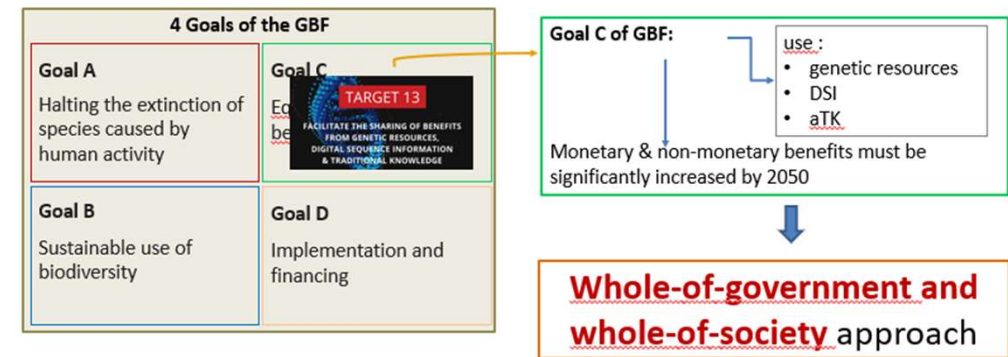 4 Goals of the GBF
Goal A
Halting the extinction of
species caused by
human activity
Goal C
TARGET 13
FACILITATE THE SHARING OF BENEFITS
FROM GENETIC RESOURCES,
DIGITAL SEQUENCE INFORMATION
& TRADITIONAL KNOWLEDGE
Goal B
Sustainable use of
biodiversity
Goal D
Implementation and
financing
Goal C of GBF:
use :
• genetic resources
• DSI
• aTK
Monetary & non-monetary benefits must be
significantly increased by 2050
Whole-of-government and
whole-of-society approach